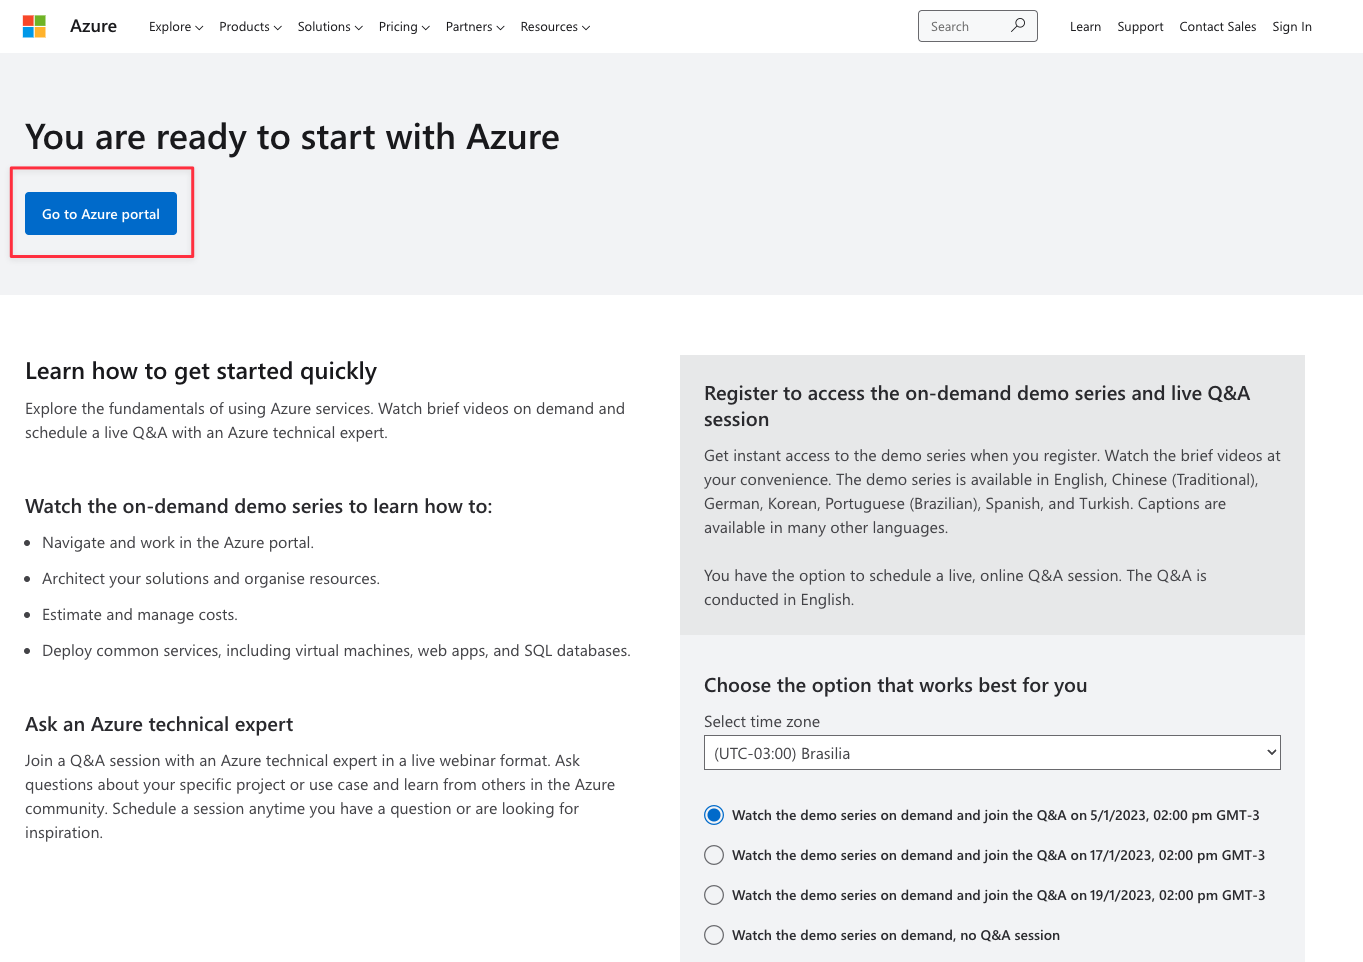 Azure
Explore
Products
Solutions
Pricing
Partners
Resources
Search
Learn
Support
Contact Sales
Sign In
You are ready to start with Azure
Go to Azure portal
Learn how to get started quickly
Explore the fundamentals of using Azure services. Watch brief videos on demand and
schedule a live Q&A with an Azure technical expert.
Watch the on-demand demo series to learn how to:
Navigate and work in the Azure portal.
Architect your solutions and organise resources.
Estimate and manage costs.
Deploy common services, including virtual machines, web apps, and SQL databases.
Ask an Azure technical expert
Join a Q&A session with an Azure technical expert in a live webinar format. Ask
questions about your specific project or use case and learn from others in the Azure
community. Schedule a session anytime you have a question or are looking for
inspiration.
Register to access the on-demand demo series and live Q&A
session
Get instant access to the demo series when you register. Watch the brief videos at
your convenience. The demo series is available in English, Chinese (Traditional),
German, Korean, Portuguese (Brazilian), Spanish, and Turkish. Captions are
available in many other languages.
You have the option to schedule a live, online Q&A session. The Q&A is
conducted in English.
Choose the option that works best for you
Select time zone
(UTC-03:00) Brasilia
Watch the demo series on demand and join the Q&A on 5/1/2023, 02:00 pm GMT-3
Watch the demo series on demand and join the Q&A on 17/1/2023, 02:00 pm GMT-3
Watch the demo series on demand and join the Q&A on 19/1/2023, 02:00 pm GMT-3
Watch the demo series on demand, no Q&A session